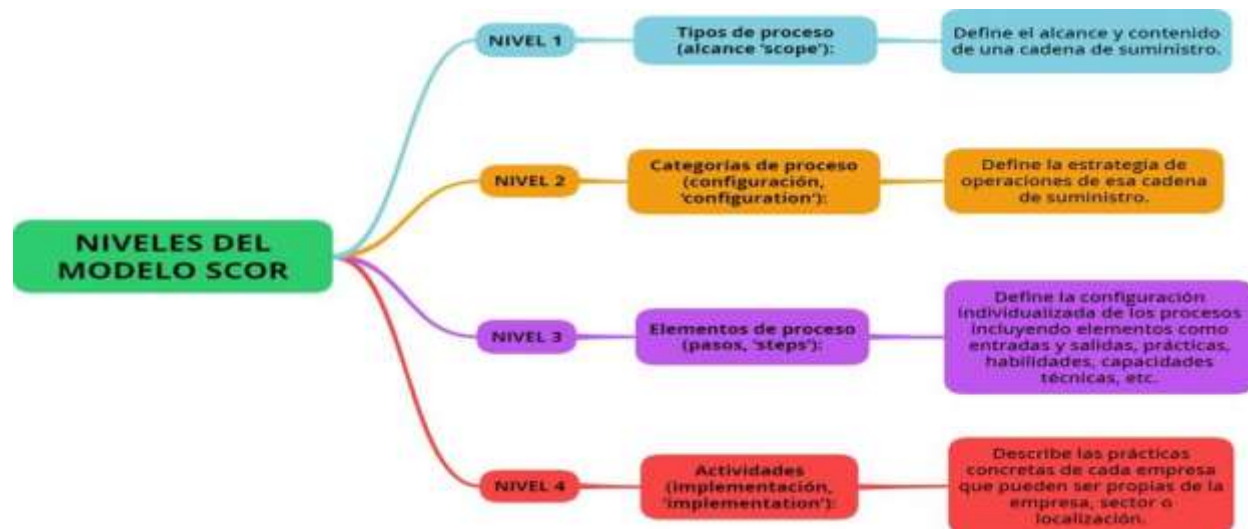 NIVELES DEL
MODELO SCOR
NIVEL 1
Tipos de proceso
(alcance ‘scope’):
Define el alcance y contenido
de una cadena de suministro.
NIVEL 2
Categorías de proceso
(configuración,
‘configuration’):
Define la estrategia de
operaciones de esa cadena
de suministro.
NIVEL 3
Elementos de proceso
(pasos, ‘steps’):
Define la configuración
individualizada de los procesos
incluyendo elementos como
entradas y salidas, prácticas,
habilidades, capacidades
técnicas, etc.
NIVEL 4
Actividades
(implementación,
‘implementation’):
Describe las prácticas
concretas de cada empresa
que pueden ser propias de la
empresa, sector o
localización.